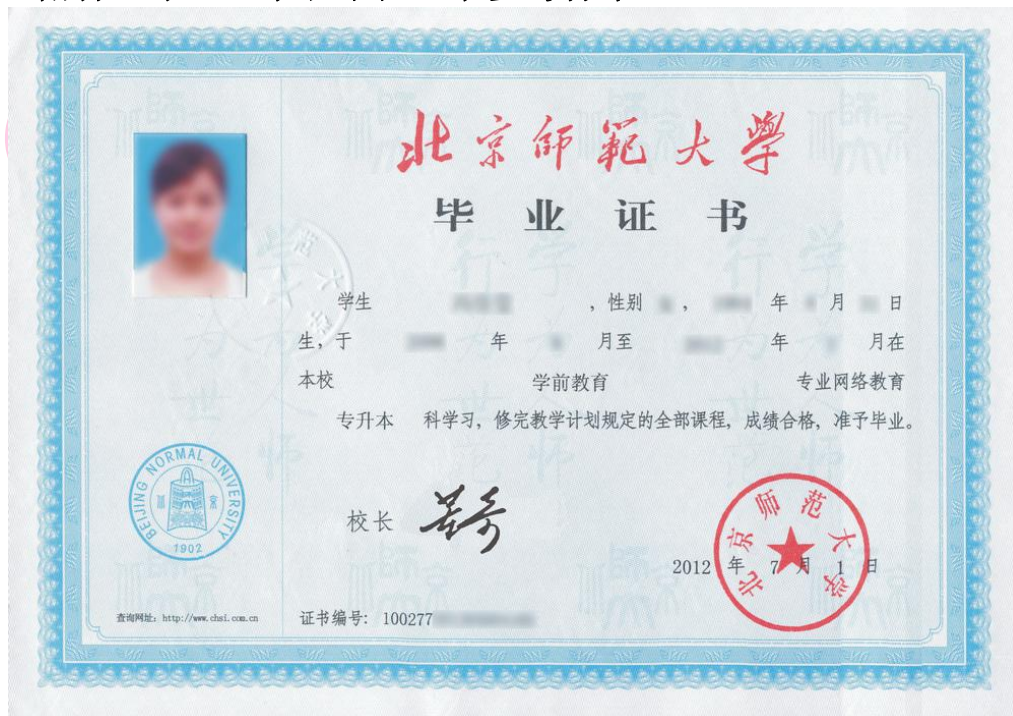 北京師範大學
毕业证书
学生 ，性别 ， 年 月 日
生，于 年 月至 年 月在
本校 学前教育 专业网络教育
专升本 科学习，修完教学计划规定的全部课程，成绩合格，准予毕业。
BEIJING NORMAL UNIVERSITY
1902
校长
北京师范大学
2012 年 7 月 1 日
查询网址：http://www.chsi.com.cn
证书编号：100277